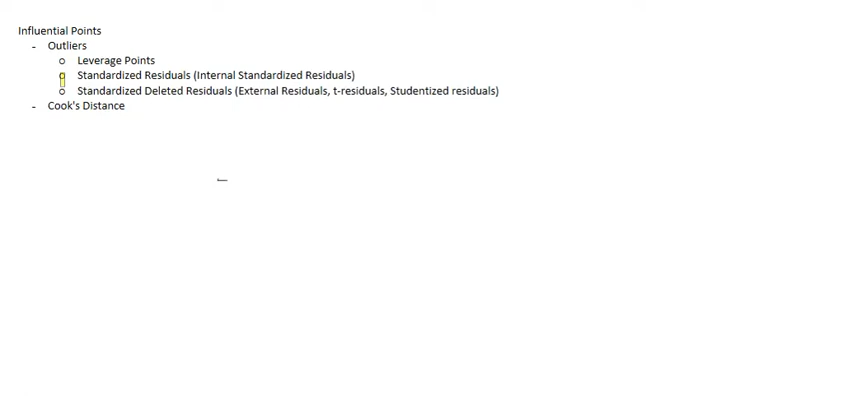 Influential Points
- Outliers
o Leverage Points
o Standardized Residuals (Internal Standardized Residuals)
o Standardized Deleted Residuals (External Residuals, t-residuals, Studentized residuals)
- Cook's Distance